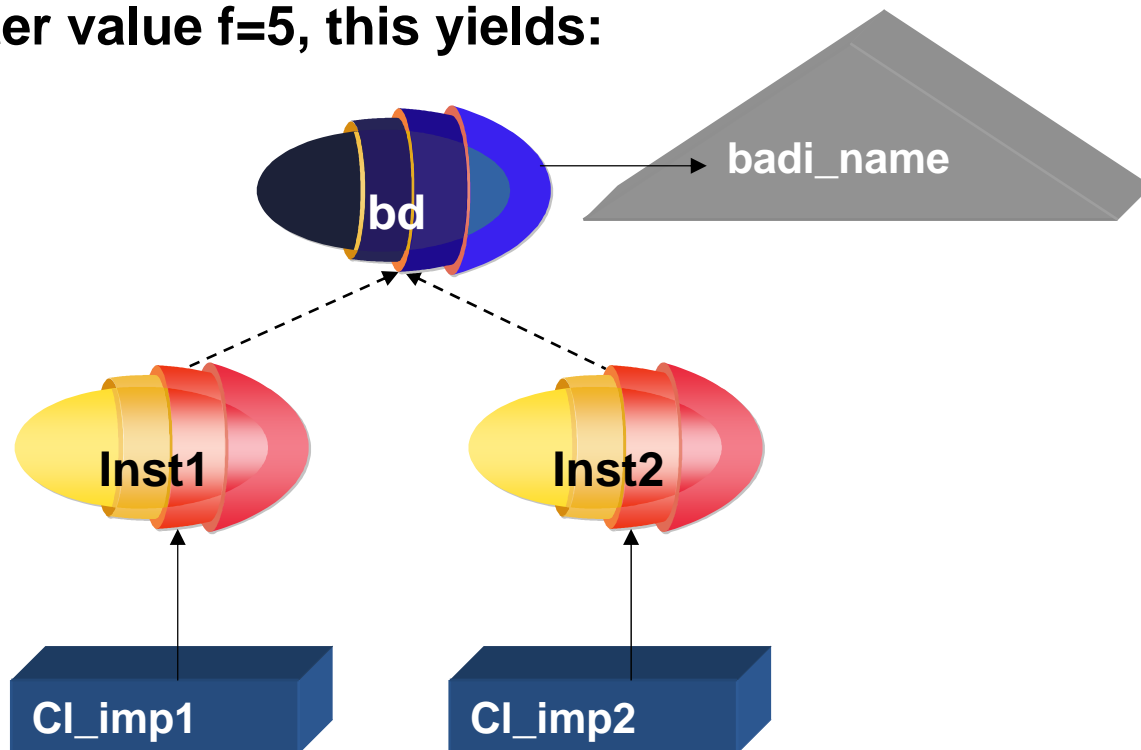 er value f=5, this yields:
badi_name
bd
Inst1
Inst2
Cl_imp1
Cl_imp2